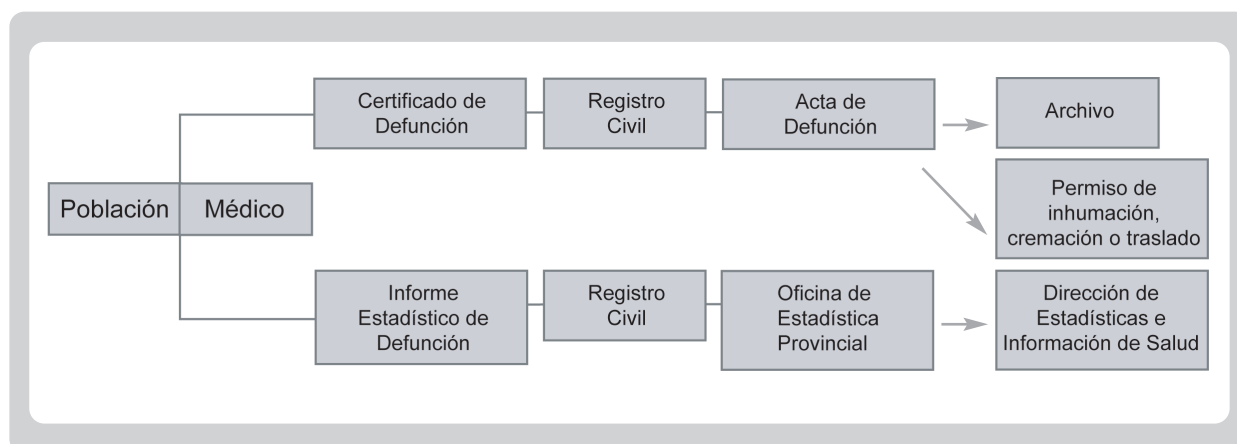 Población
Médico
Certificado de
Defunción
Registro
Civil
Acta de
Defunción
Archivo
Permiso de
inhumación,
cremación o traslado
Informe
Estadístico de
Defunción
Registro
Civil
Oficina de
Estadística
Provincial
Dirección de
Estadísticas e
Información de Salud